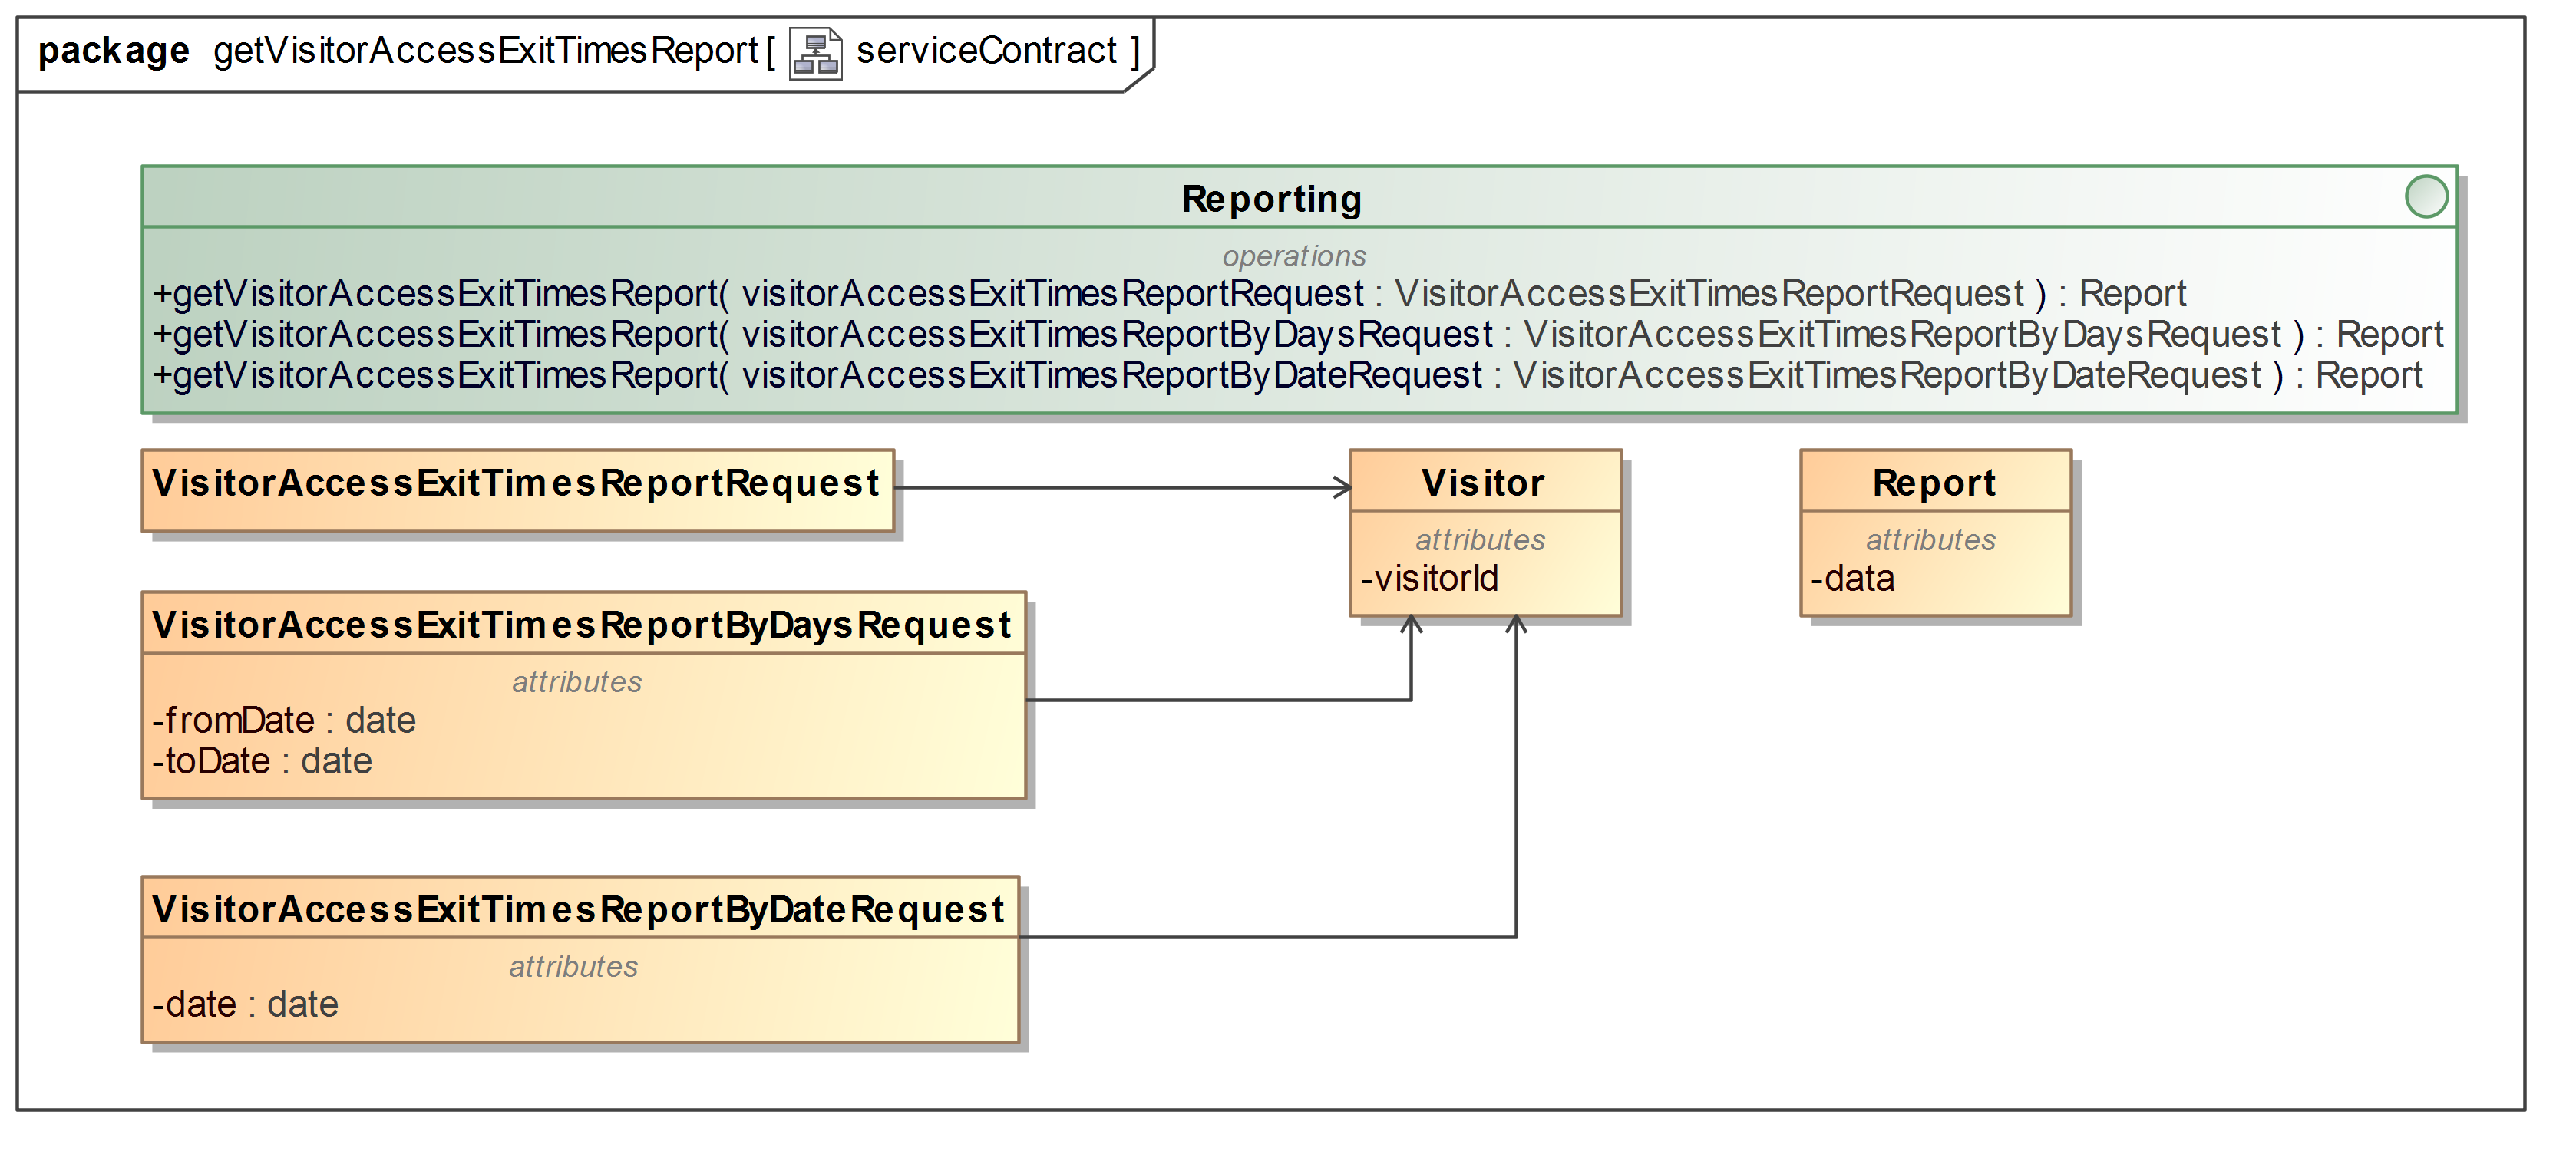 package getVisitorAccessExitTimesReport [ serviceContract ]
Reporting
operations
+getVisitorAccessExitTimesReport( visitorAccessExitTimesReportRequest : VisitorAccessExitTimesReportRequest ) : Report
+getVisitorAccessExitTimesReport( visitorAccessExitTimesReportByDaysRequest : VisitorAccessExitTimesReportByDaysRequest ) : Report
+getVisitorAccessExitTimesReport( visitorAccessExitTimesReportByDateRequest : VisitorAccessExitTimesReportByDateRequest ) : Report
VisitorAccessExitTimesReportRequest
Visitor
attributes
-visitorId
Report
attributes
-data
VisitorAccessExitTimesReportByDaysRequest
attributes
-fromDate : date
-toDate : date
VisitorAccessExitTimesReportByDateRequest
attributes
-date : date